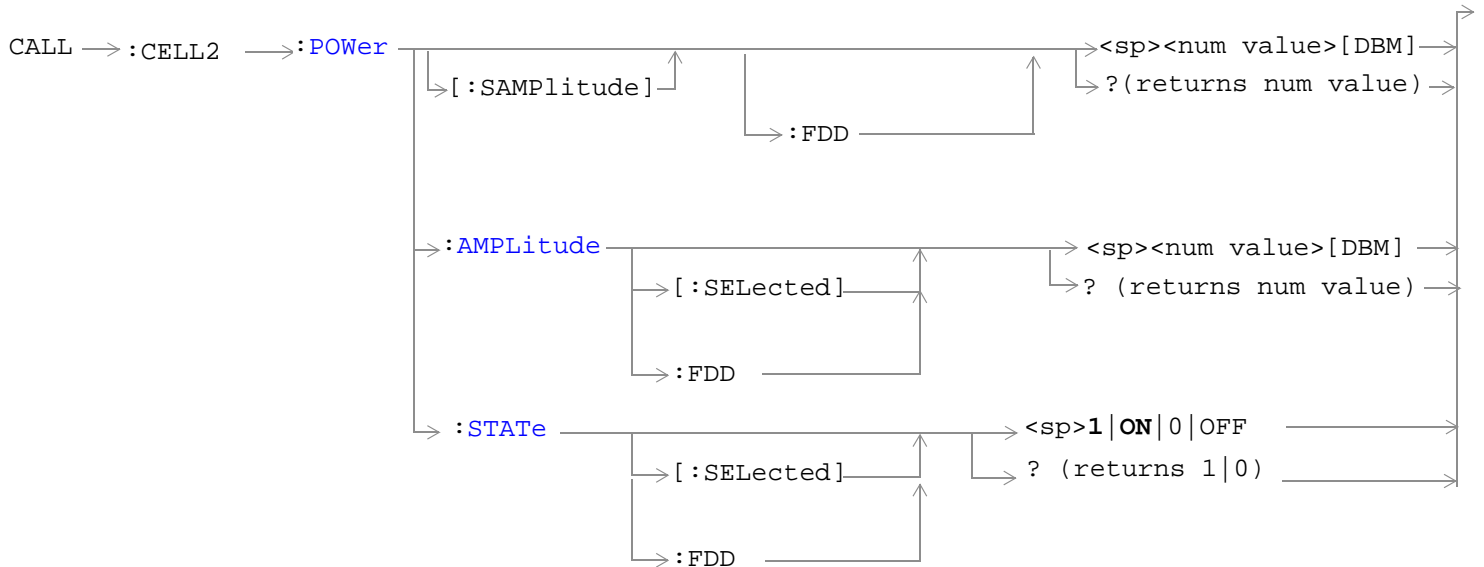 CALL :CELL2 :POWer <sp><num value>[DBM]
[:SAMPlitude] ?(returns num value)
:FDD
:AMPLitude <sp><num value>[DBM]
[:SELected] ? (returns num value)
:FDD
:STATe <sp>1|ON|0|OFF
[:SELected] ? (returns 1|0)
:FDD